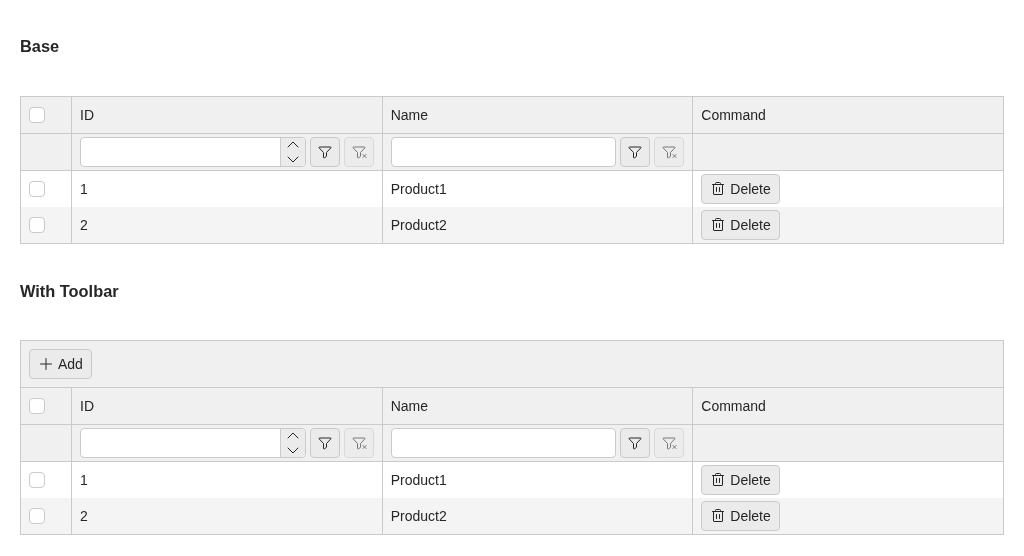 Base
ID Name Command
1 Product1 Delete
2 Product2 Delete
With Toolbar
Add
ID Name Command
1 Product1 Delete
2 Product2 Delete